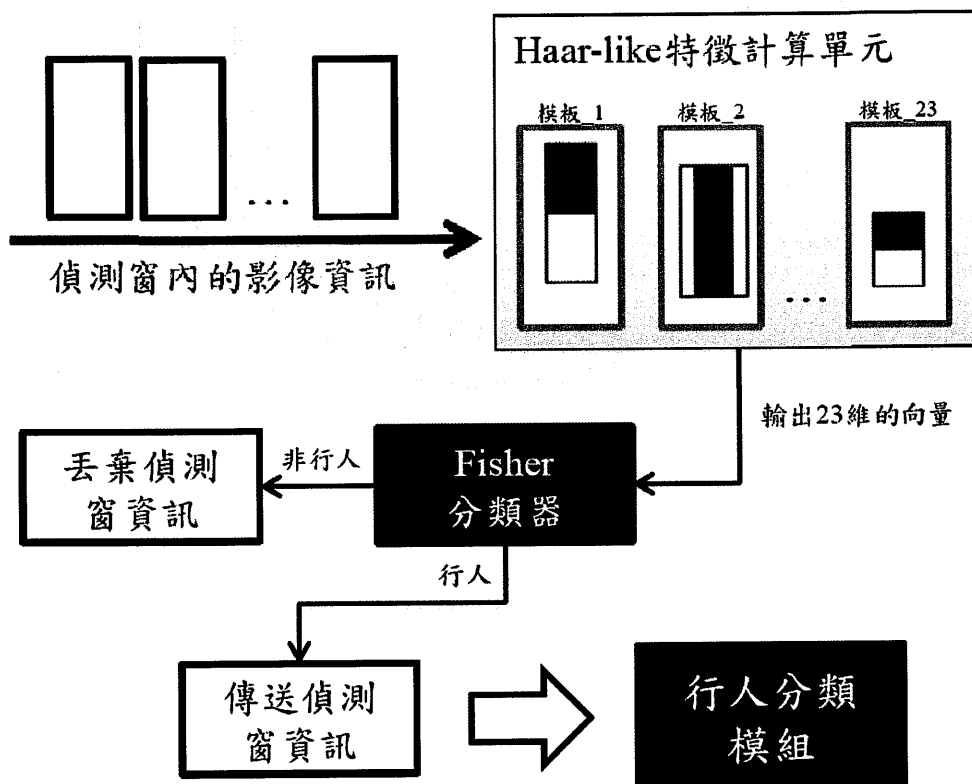 Haar-like特徵計算單元
模板_1
模板_2
模板_23
...
...
偵測窗內的影像資訊
輸出23維的向量
Fisher
分類器
非行人
丟棄偵測
窗資訊
行人
傳送偵測
窗資訊
行人分類
模組